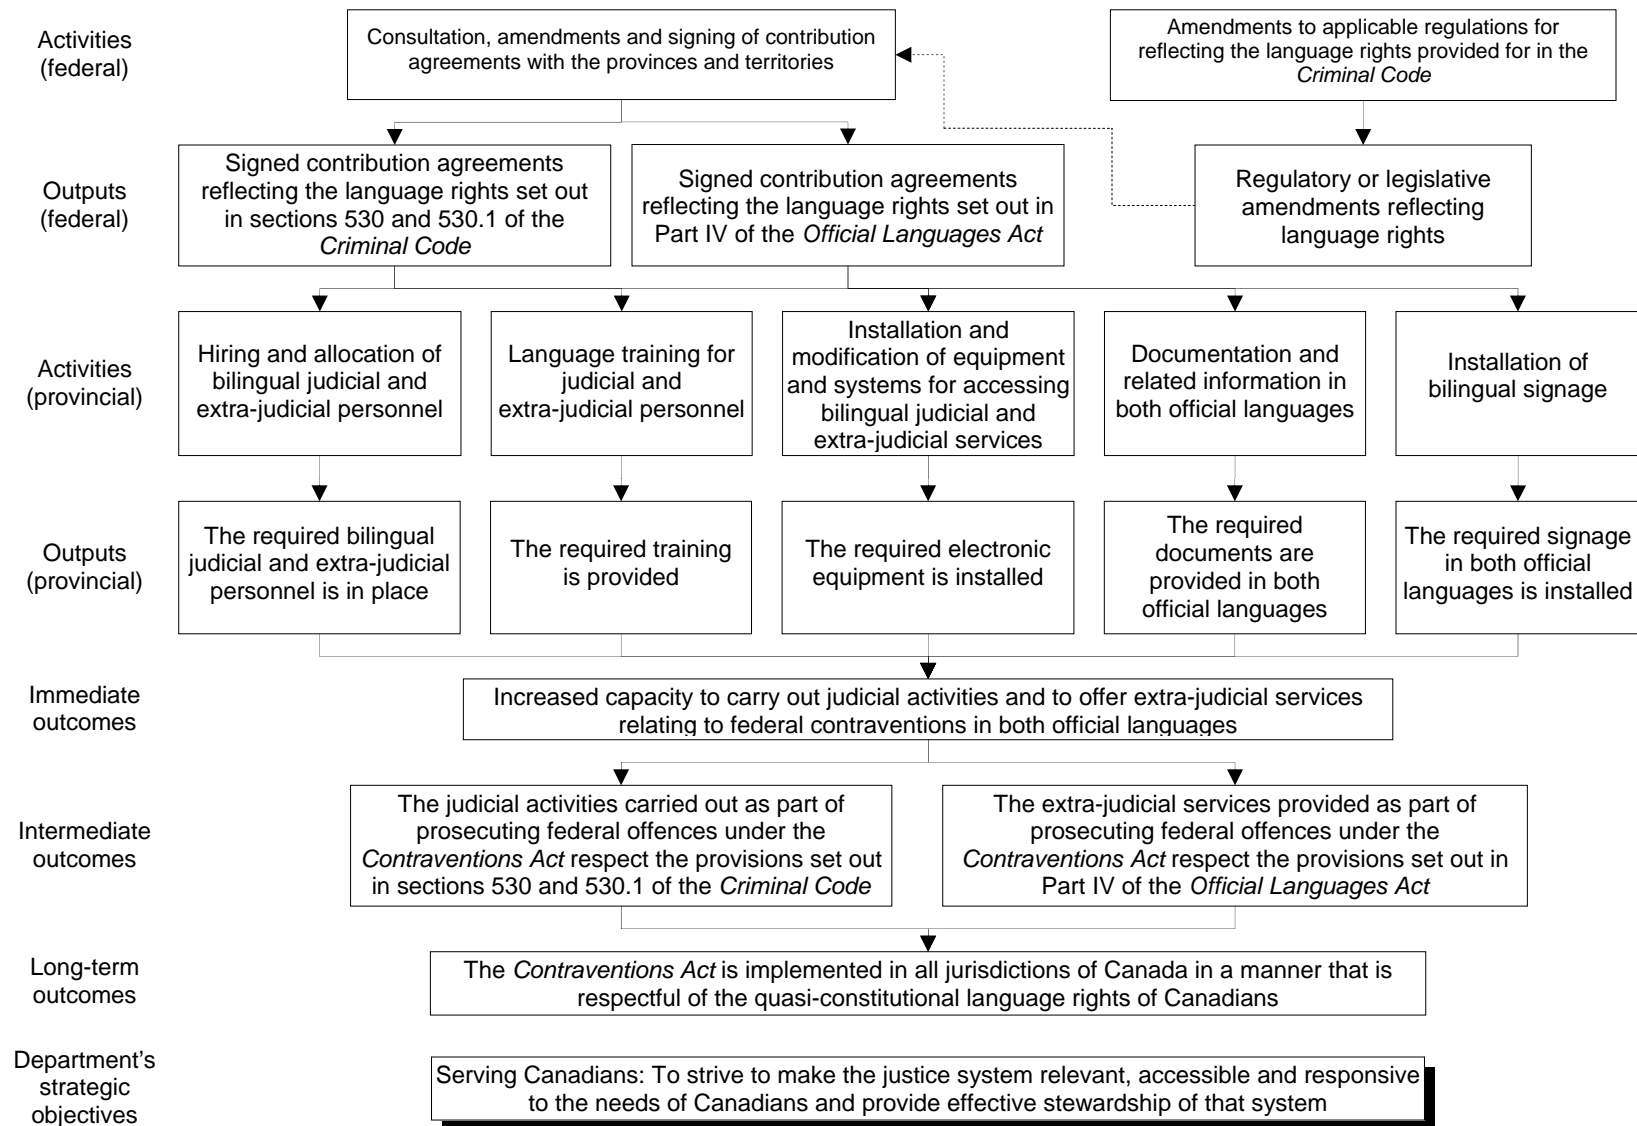 Activities
(federal)
Consultation, amendments and signing of contribution
agreements with the provinces and territories
Amendments to applicable regulations for
reflecting the language rights provided for in the
Criminal Code
Outputs
(federal)
Signed contribution agreements
reflecting the language rights set out
in sections 530 and 530.1 of the
Criminal Code
Signed contribution agreements
reflecting the language rights set out in
Part IV of the Official Languages Act
Regulatory or legislative
amendments reflecting
language rights
Activities
(provincial)
Hiring and allocation of
bilingual judicial and
extra-judicial personnel
Language training for
judicial and
extra-judicial personnel
Installation and
modification of equipment
and systems for accessing
bilingual judicial and
extra-judicial services
Documentation and
related information in
both official languages
Installation of
bilingual signage
Outputs
(provincial)
The required bilingual
judicial and extra-judicial
personnel is in place
The required training
is provided
The required electronic
equipment is installed
The required
documents are
provided in both
official languages
The required signage
in both official
languages is installed
Immediate
outcomes
Increased capacity to carry out judicial activities and to offer extra-judicial services
relating to federal contraventions in both official languages
Intermediate
outcomes
The judicial activities carried out as part of
prosecuting federal offences under the
Contraventions Act respect the provisions set out
in sections 530 and 530.1 of the Criminal Code
The extra-judicial services provided as part of
prosecuting federal offences under the
Contraventions Act respect the provisions set out in
Part IV of the Official Languages Act
Long-term
outcomes
The Contraventions Act is implemented in all jurisdictions of Canada in a manner that is
respectful of the quasi-constitutional language rights of Canadians
Department's
strategic
objectives
Serving Canadians: To strive to make the justice system relevant, accessible and responsive
to the needs of Canadians and provide effective stewardship of that system